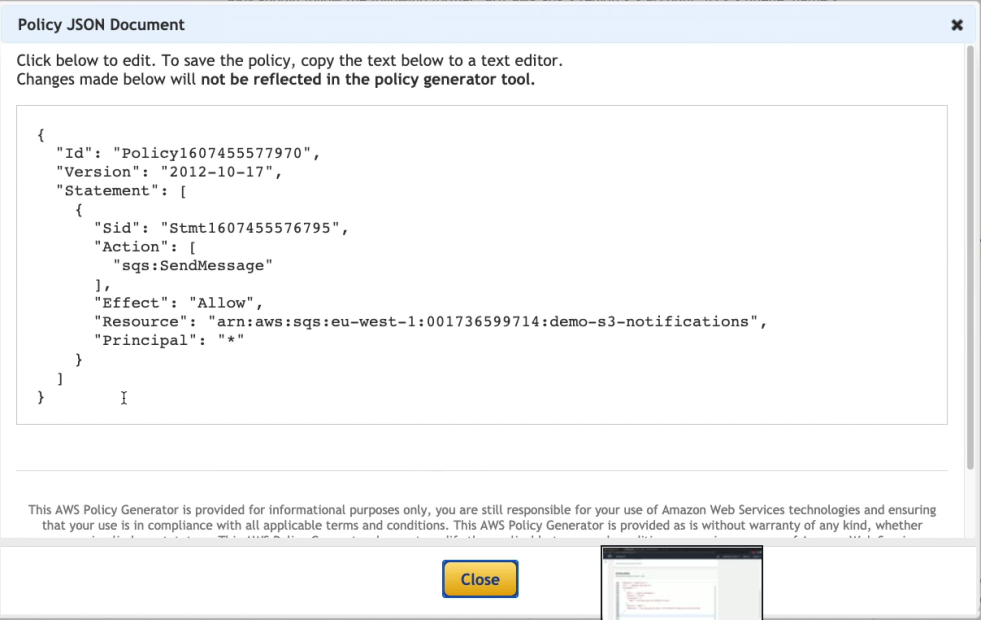 Policy JSON Document
Click below to edit. To save the policy, copy the text below to a text editor.
Changes made below will not be reflected in the policy generator tool.
{
"Id": "Policy1607455577970",
"Version": "2012-10-17",
"Statement": [
{
"Sid": "Stmt1607455576795",
"Action": [
"sqs:SendMessage"
],
"Effect": "Allow",
"Resource": "arn:aws:sqs:eu-west-1:001736599714:demo-s3-notifications",
"Principal": "*"
}
]
}
This AWS Policy Generator is provided for informational purposes only, you are still responsible for your use of Amazon Web Services technologies and ensuring
that your use is in compliance with all applicable terms and conditions. This AWS Policy Generator is provided as is without warranty of any kind, whether
Close